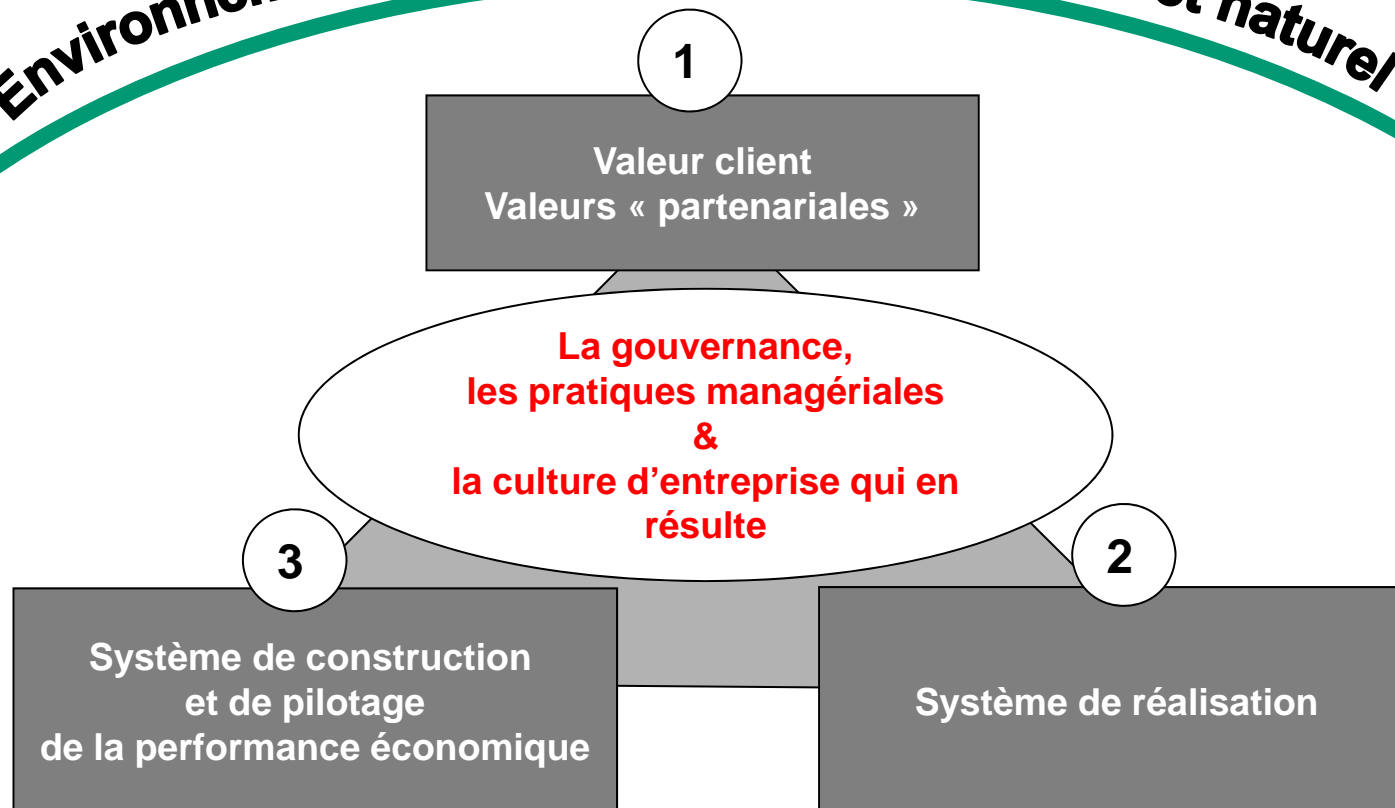 et naturel
1
Valeur client
Valeurs « partenariales »
La gouvernance,
les pratiques managériales
&
la culture d’entreprise qui en
résulte
3
2
Système de construction
et de pilotage
de la performance économique
Système de réalisation